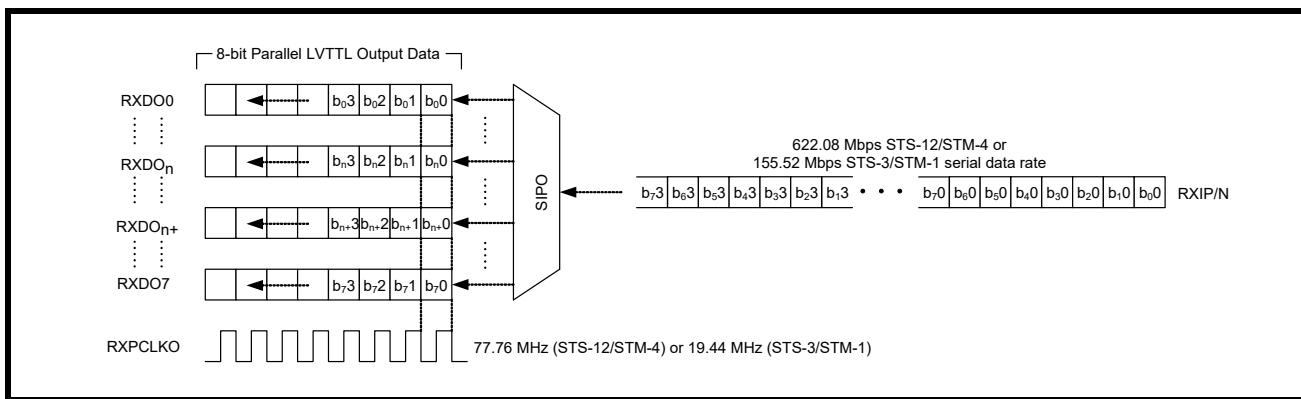 8-bit Parallel LVTTL Output Data
RXDO0
b₀3 b₀2 b₀1 b₀0
RXDOₙ
bₙ3 bₙ2 bₙ1 bₙ0
RXDOₙ₊
bₙ₊3 bₙ₊2 bₙ₊1 bₙ₊0
RXDO7
b₇3 b₇2 b₇1 b₇0
SIPO
622.08 Mbps STS-12/STM-4 or
155.52 Mbps STS-3/STM-1 serial data rate
b₇3 b₆3 b₅3 b₄3 b₃3 b₂3 b₁3 • • • b₇0 b₆0 b₅0 b₄0 b₃0 b₂0 b₁0 b₀0 RXIP/N
RXPCLKO
77.76 MHz (STS-12/STM-4) or 19.44 MHz (STS-3/STM-1)